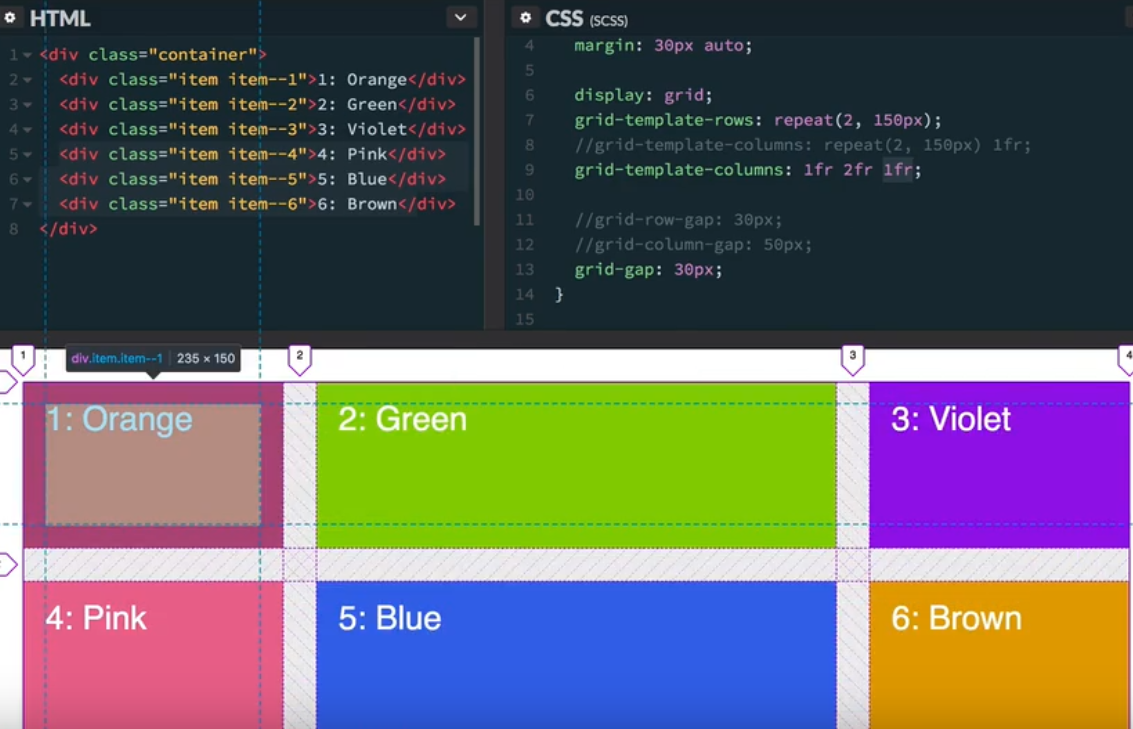 HTML
1 <div class="container">
2 <div class="item item--1">1: Orange</div>
3 <div class="item item--2">2: Green</div>
4 <div class="item item--3">3: Violet</div>
5 <div class="item item--4">4: Pink</div>
6 <div class="item item--5">5: Blue</div>
7 <div class="item item--6">6: Brown</div>
8 </div>
CSS (SCSS)
4 margin: 30px auto;
5
6 display: grid;
7 grid-template-rows: repeat(2, 150px);
8 //grid-template-columns: repeat(2, 150px) 1fr;
9 grid-template-columns: 1fr 2fr 1fr;
10
11 //grid-row-gap: 30px;
12 //grid-column-gap: 50px;
13 grid-gap: 30px;
14 }
15
1
div.item.item--1 235 × 150
2
3
4
1: Orange
2: Green
3: Violet
4: Pink
5: Blue
6: Brown